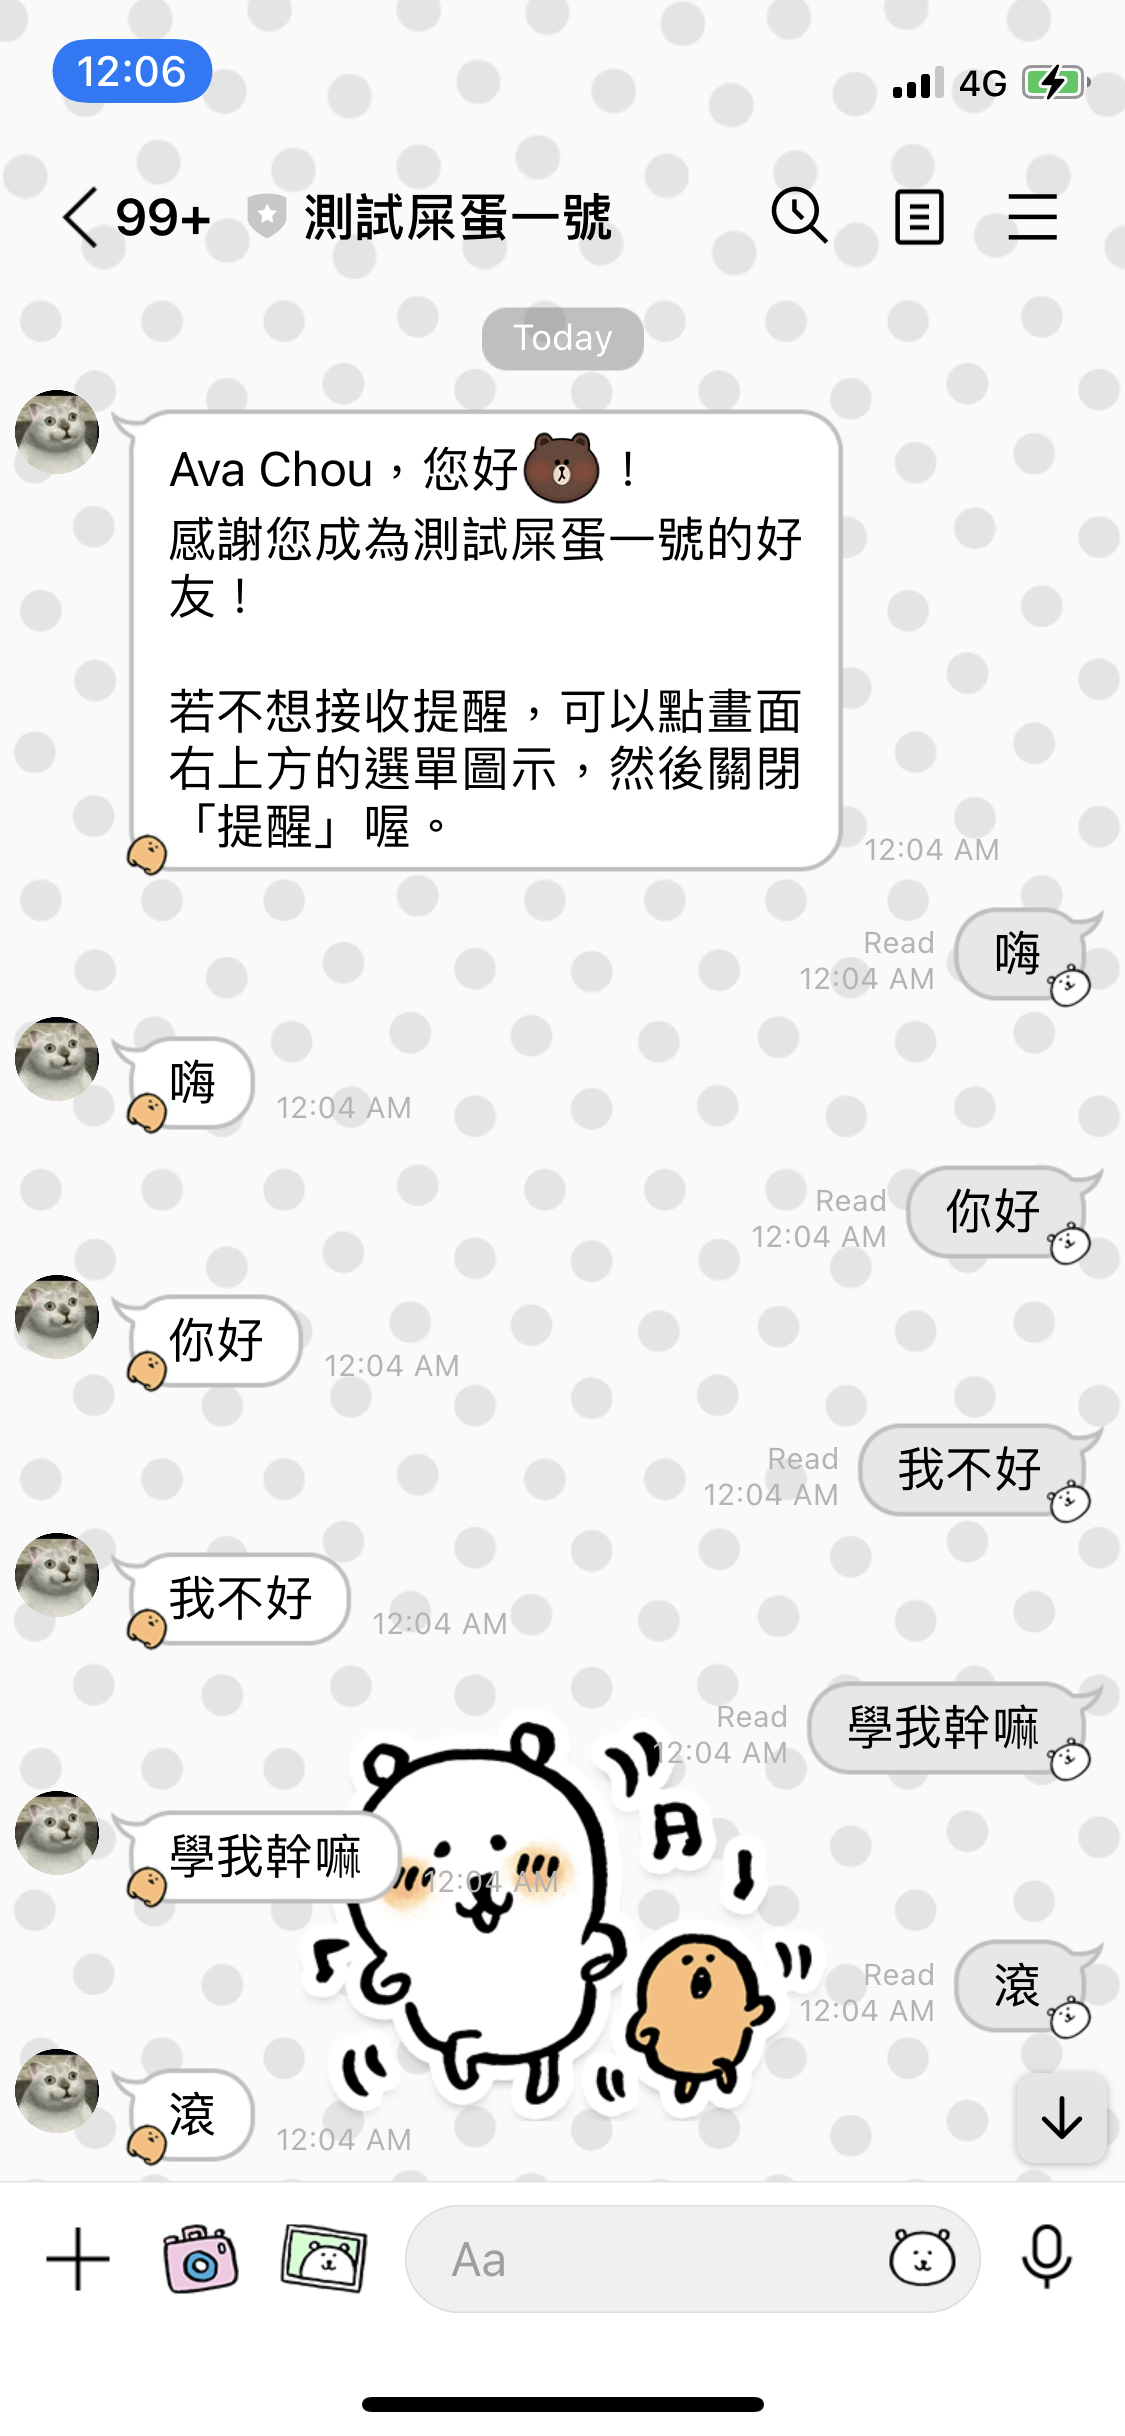 12:06
4G
99+ 測試屎蛋一號
Today
Ava Chou，您好！
感謝您成為測試屎蛋一號的好
友！
若不想接收提醒，可以點畫面
右上方的選單圖示，然後關閉
「提醒」喔。
12:04 AM
嗨
Read
12:04 AM
嗨
12:04 AM
你好
Read
12:04 AM
你好
12:04 AM
我不好
Read
12:04 AM
我不好
12:04 AM
學我幹嘛
Read
12:04 AM
學我幹嘛
12:04 AM
滾
Read
12:04 AM
滾
12:04 AM
Aa